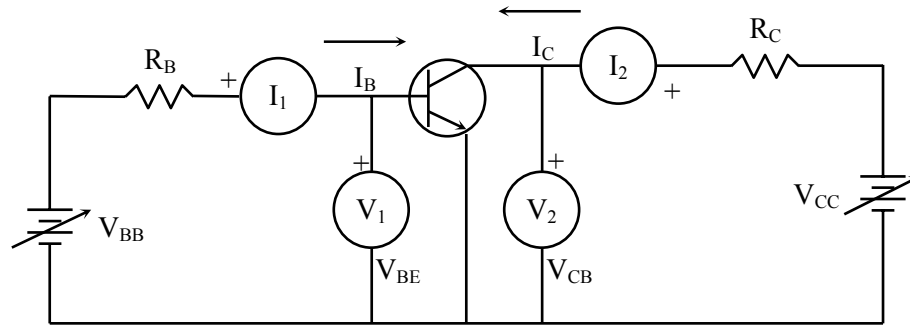 R_B
+
I_1
I_B
I_C
I_2
+
R_C
+
V_1
V_BE
+
V_2
V_CB
V_BB
V_CC